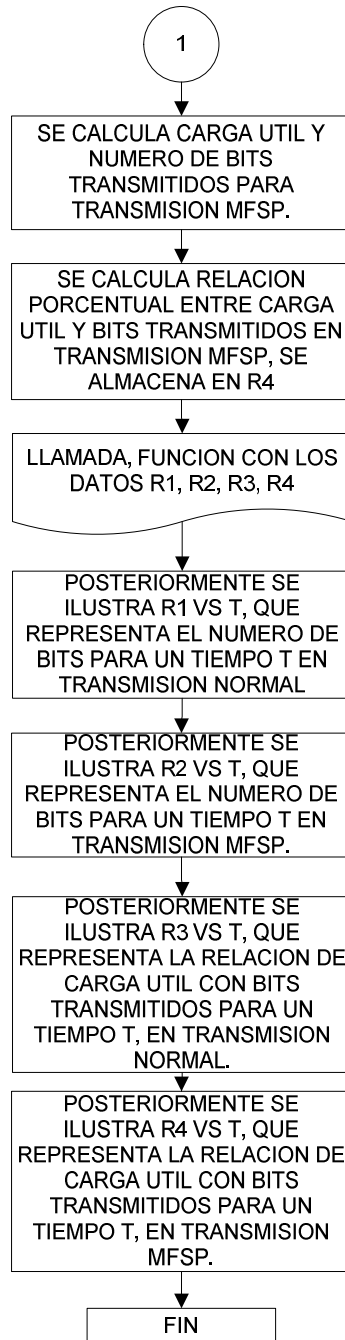 1
SE CALCULA CARGA UTIL Y
NUMERO DE BITS
TRANSMITIDOS PARA
TRANSMISION MFSP.
SE CALCULA RELACION
PORCENTUAL ENTRE CARGA
UTIL Y BITS TRANSMITIDOS EN
TRANSMISION MFSP, SE
ALMACENA EN R4
LLAMADA, FUNCION CON LOS
DATOS R1, R2, R3, R4
POSTERIORMENTE SE
ILUSTRA R1 VS T, QUE
REPRESENTA EL NUMERO DE
BITS PARA UN TIEMPO T EN
TRANSMISION NORMAL
POSTERIORMENTE SE
ILUSTRA R2 VS T, QUE
REPRESENTA EL NUMERO DE
BITS PARA UN TIEMPO T EN
TRANSMISION MFSP.
POSTERIORMENTE SE
ILUSTRA R3 VS T, QUE
REPRESENTA LA RELACION DE
CARGA UTIL CON BITS
TRANSMITIDOS PARA UN
TIEMPO T, EN TRANSMISION
NORMAL.
POSTERIORMENTE SE
ILUSTRA R4 VS T, QUE
REPRESENTA LA RELACION DE
CARGA UTIL CON BITS
TRANSMITIDOS PARA UN
TIEMPO T, EN TRANSMISION
MFSP.
FIN